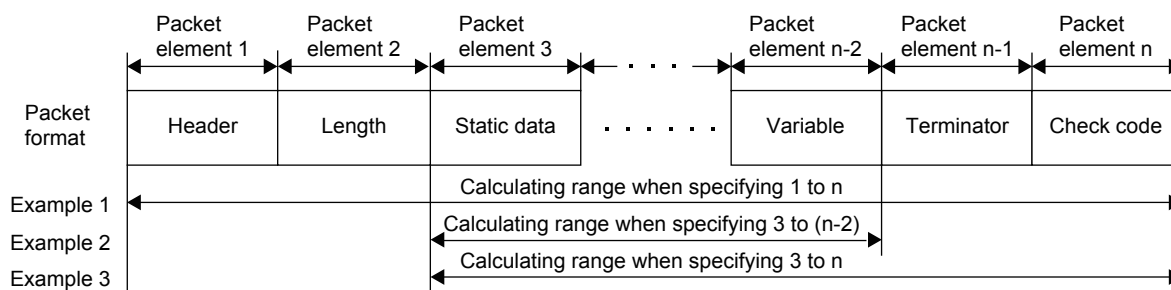 Packet element 1
Packet element 2
Packet element 3
Packet element n-2
Packet element n-1
Packet element n
. . .
Packet format
Header
Length
Static data
. . . . . .
Variable
Terminator
Check code
Example 1
Calculating range when specifying 1 to n
Example 2
Calculating range when specifying 3 to (n-2)
Example 3
Calculating range when specifying 3 to n